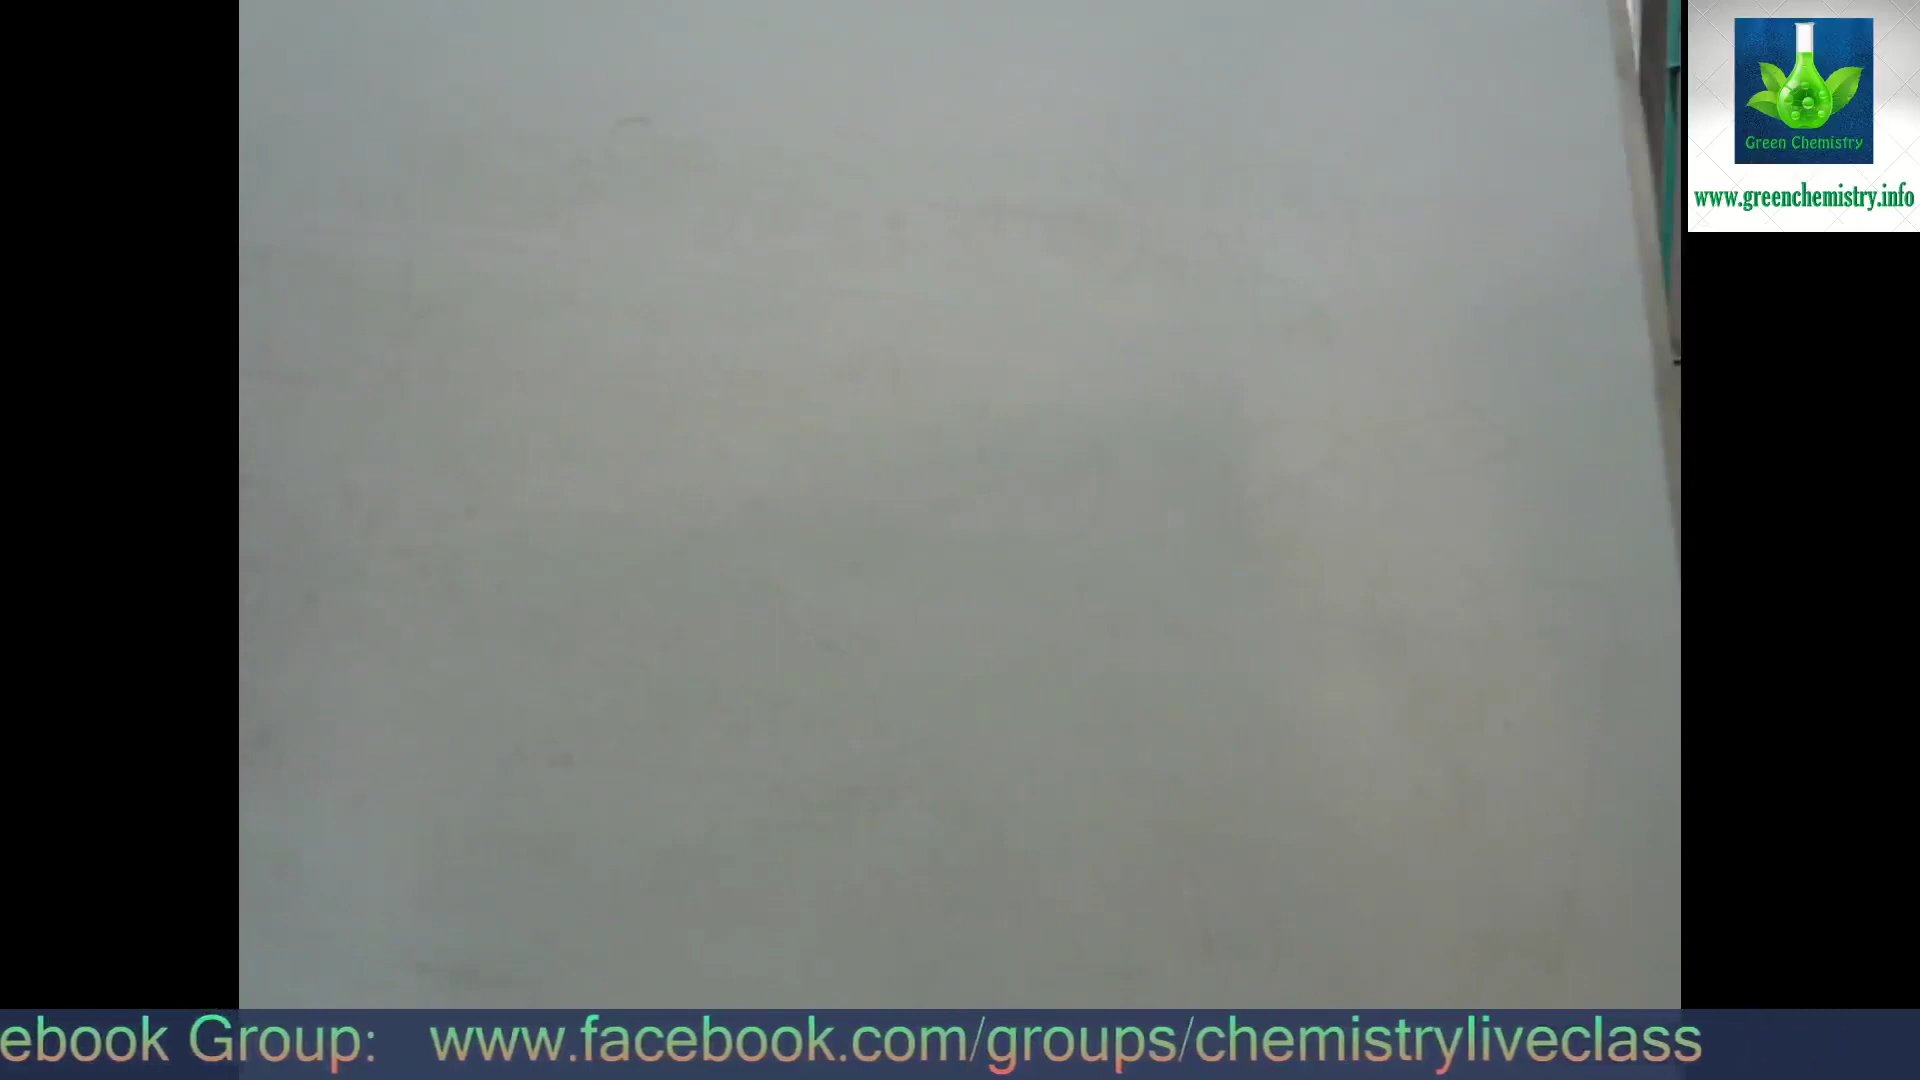 Green Chemistry
www.greenchemistry.info
ebook Group: www.facebook.com/groups/chemistryliveclass